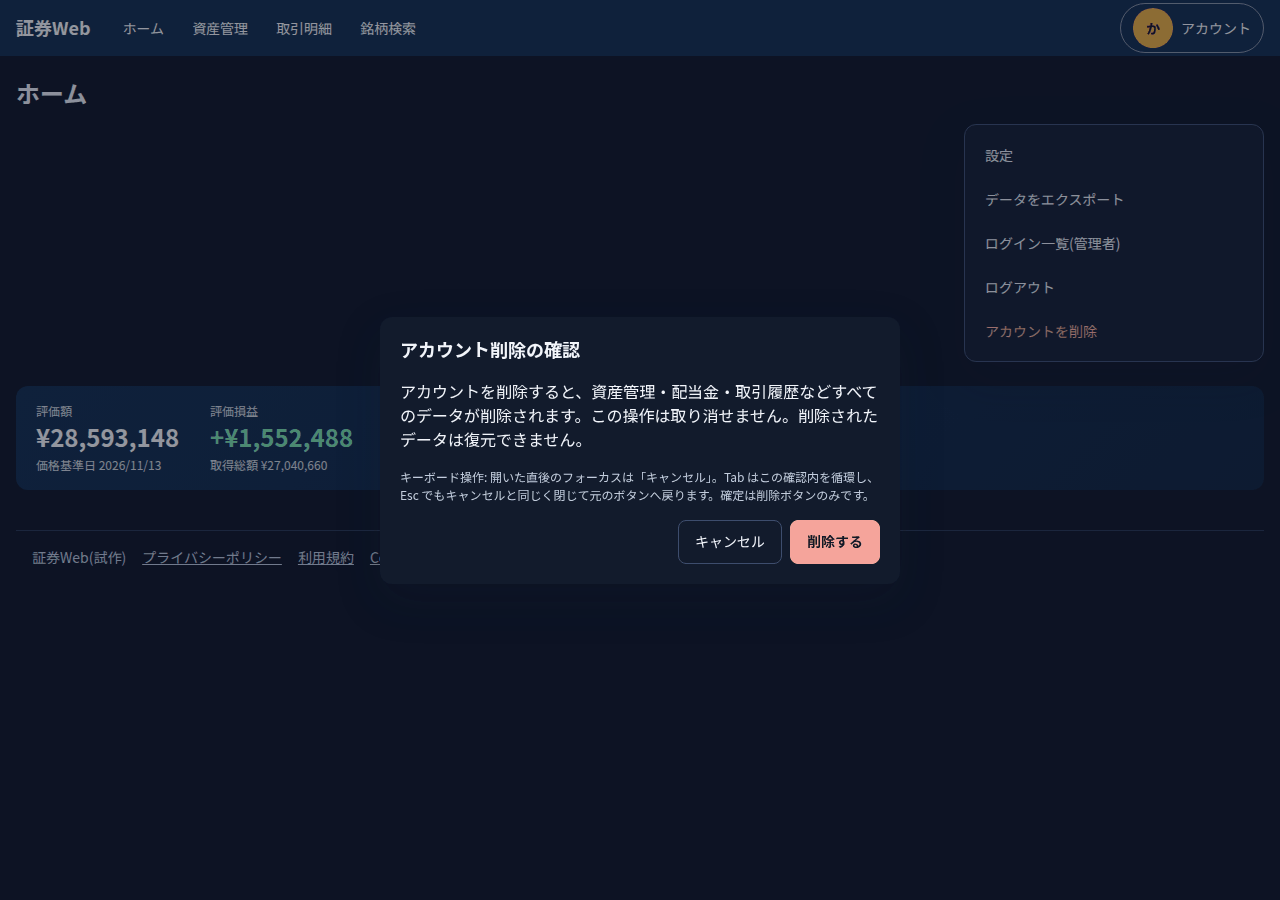 証券Web ホーム 資産管理 取引明細 銘柄検索 か アカウント
ホーム
設定
データをエクスポート
ログイン一覧(管理者)
ログアウト
アカウントを削除
アカウント削除の確認
アカウントを削除すると、資産管理・配当金・取引履歴などすべて
のデータが削除されます。この操作は取り消せません。削除された
データは復元できません。
キーボード操作: 開いた直後のフォーカスは「キャンセル」。Tab はこの確認内を循環し、
Esc でもキャンセルと同じく閉じて元のボタンへ戻ります。確定は削除ボタンのみです。
キャンセル 削除する
評価額 評価損益
¥28,593,148 +¥1,552,488
価格基準日 2026/11/13 取得総額 ¥27,040,660
証券Web(試作) プライバシーポリシー 利用規約